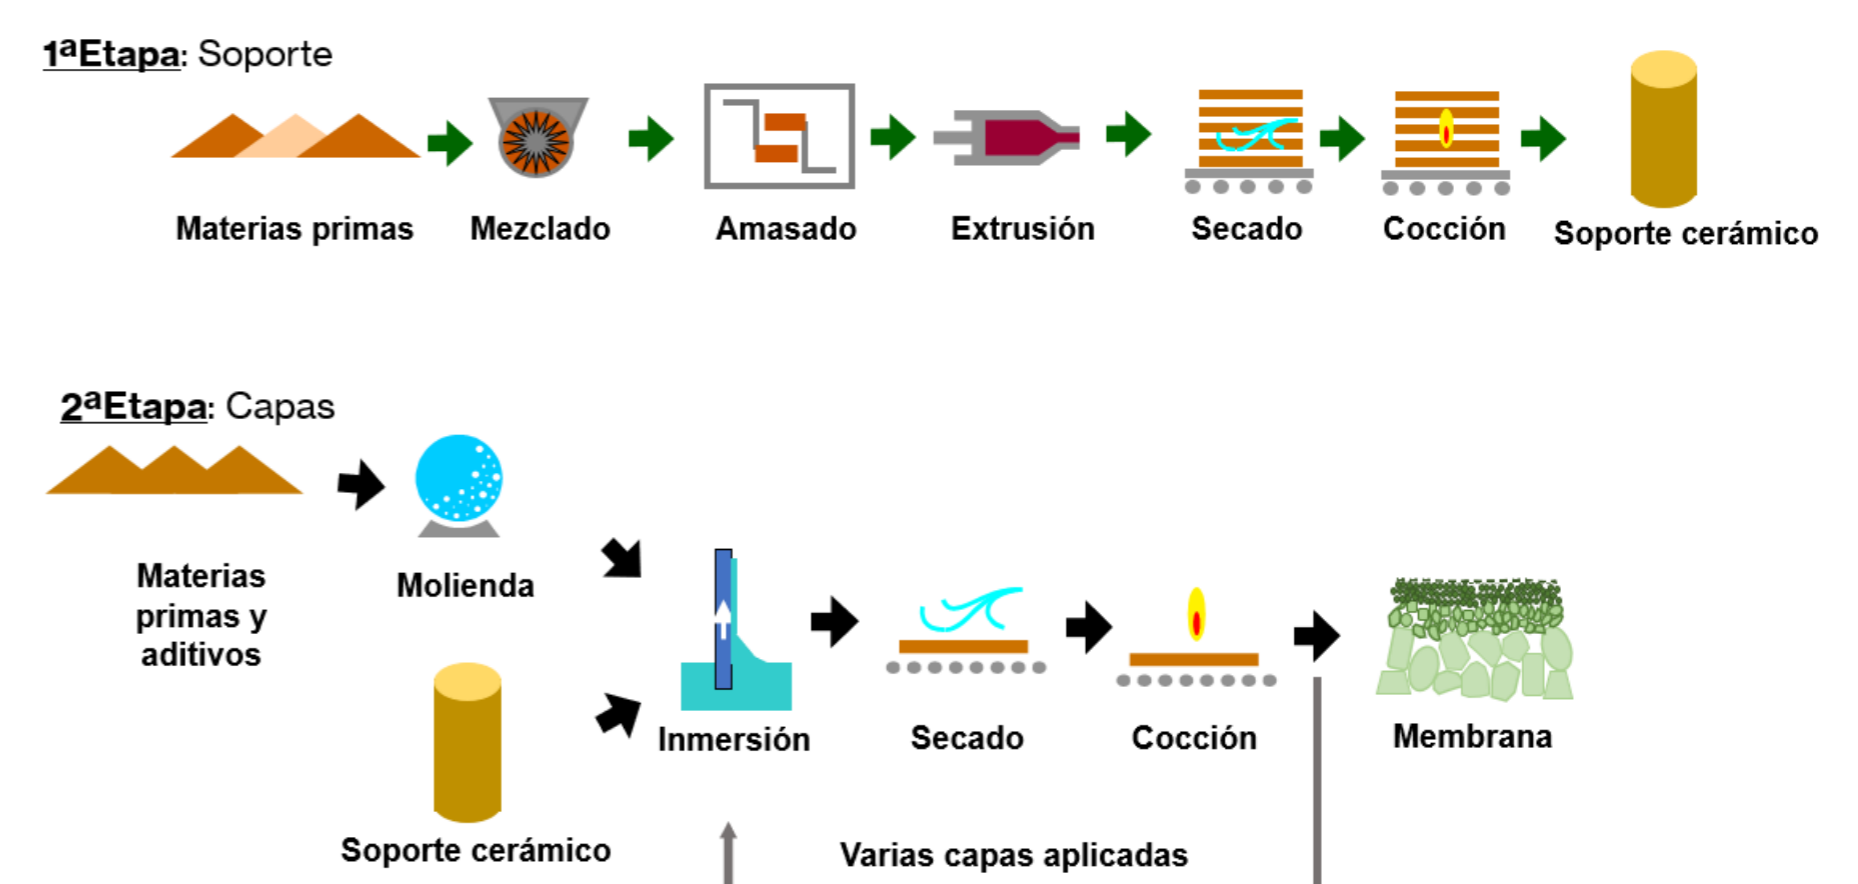 1ªEtapa: Soporte
Materias primas
Mezclado
Amasado
Extrusión
Secado
Cocción
Soporte cerámico
2ªEtapa: Capas
Materias
primas y
aditivos
Molienda
Soporte cerámico
Inmersión
Secado
Cocción
Membrana
Varias capas aplicadas